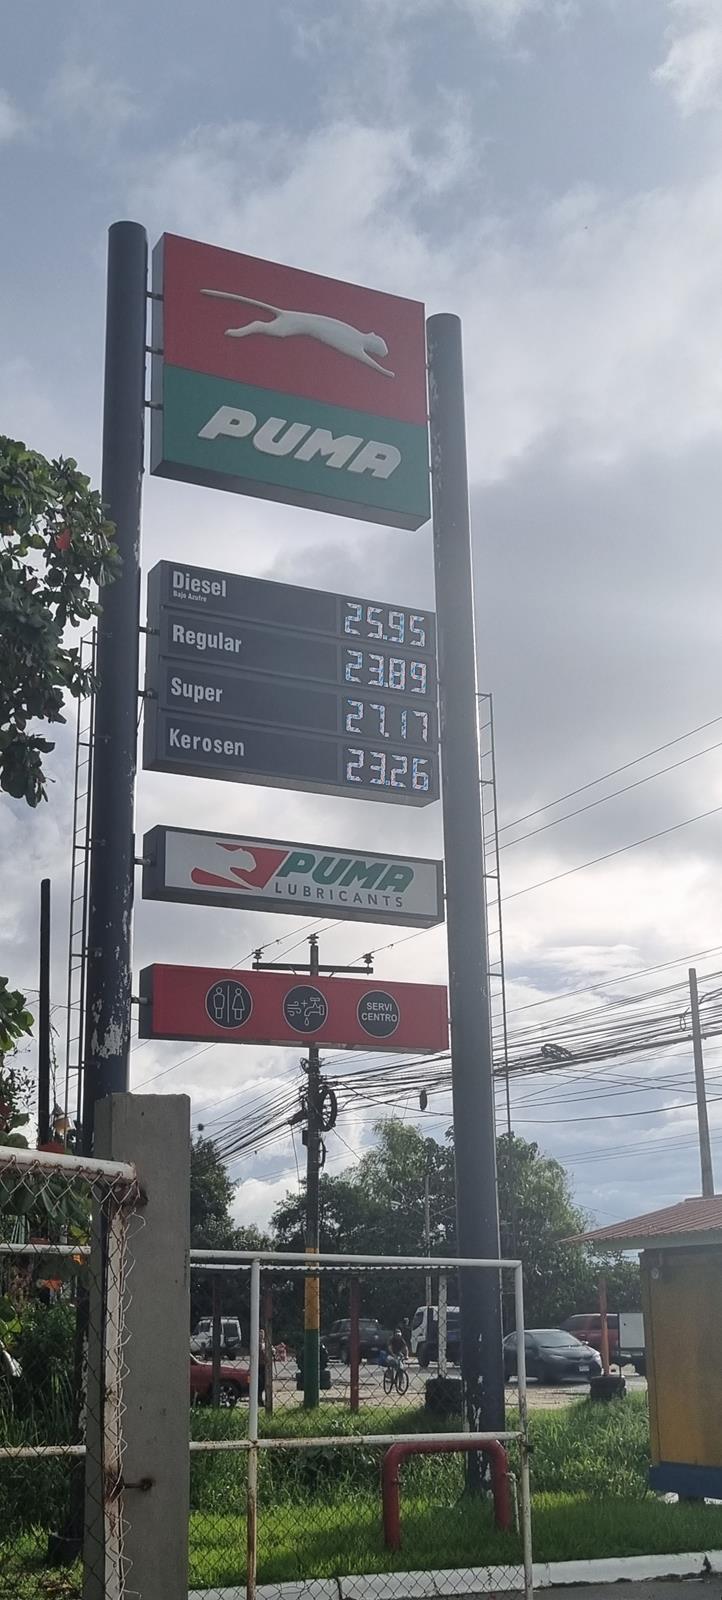 PUMA
Diesel 25.95
Bajo Azufre
Regular 23.89
Super 27.17
Kerosen 23.26
PUMA
LUBRICANTS
SERVI
CENTRO